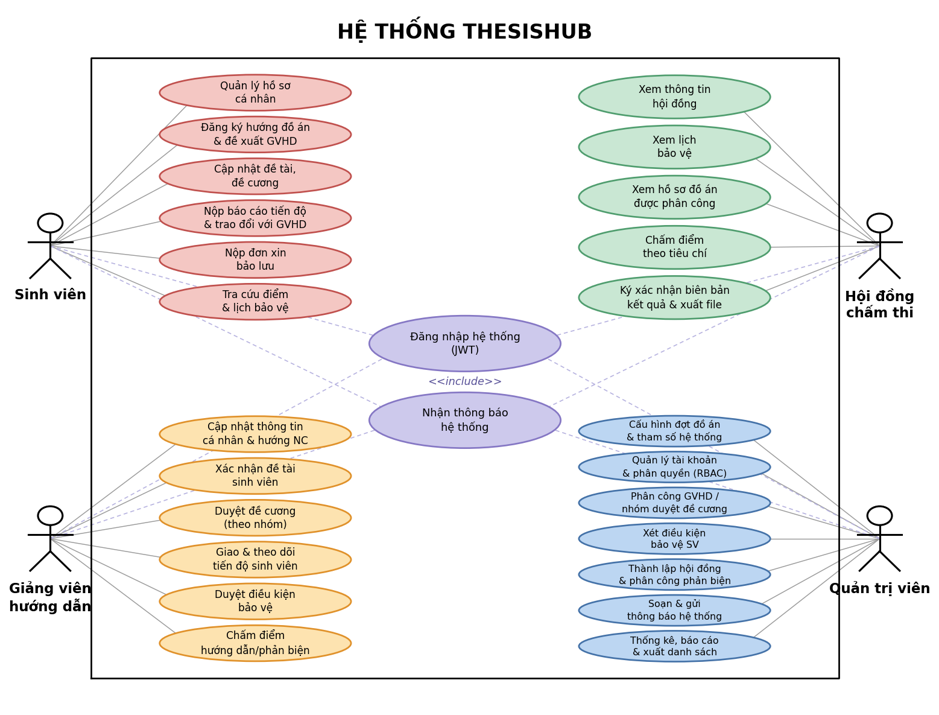 HỆ THỐNG THESISHUB
Quản lý hồ sơ
cá nhân
Đăng ký hướng đồ án
& đề xuất GVHD
Cập nhật đề tài,
đề cương
Nộp báo cáo tiến độ
& trao đổi với GVHD
Nộp đơn xin
bảo lưu
Tra cứu điểm
& lịch bảo vệ
Sinh viên
Xem thông tin
hội đồng
Xem lịch
bảo vệ
Xem hồ sơ đồ án
được phân công
Chấm điểm
theo tiêu chí
Ký xác nhận biên bản
kết quả & xuất file
Hội đồng
chấm thi
Đăng nhập hệ thống
(JWT)
<<include>>
Nhận thông báo
hệ thống
Cập nhật thông tin
cá nhân & hướng NC
Xác nhận đề tài
sinh viên
Duyệt đề cương
(theo nhóm)
Giao & theo dõi
tiến độ sinh viên
Duyệt điều kiện
bảo vệ
Chấm điểm
hướng dẫn/phản biện
Giảng viên
hướng dẫn
Cấu hình đợt đồ án
& tham số hệ thống
Quản lý tài khoản
& phân quyền (RBAC)
Phân công GVHD /
nhóm duyệt đề cương
Xét điều kiện
bảo vệ SV
Thành lập hội đồng
& phân công phản biện
Soạn & gửi
thông báo hệ thống
Thống kê, báo cáo
& xuất danh sách
Quản trị viên